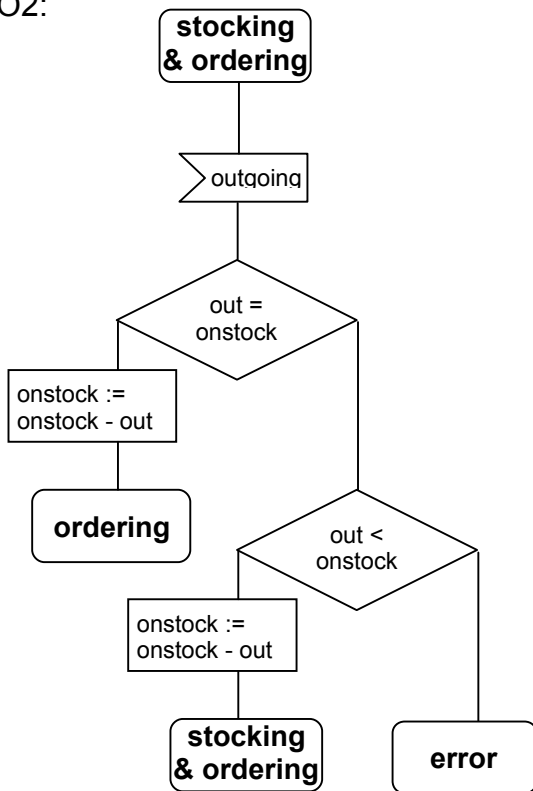 O2:
stocking
& ordering
outgoing
out =
onstock
onstock :=
onstock - out
ordering
out <
onstock
onstock :=
onstock - out
stocking
& ordering
error